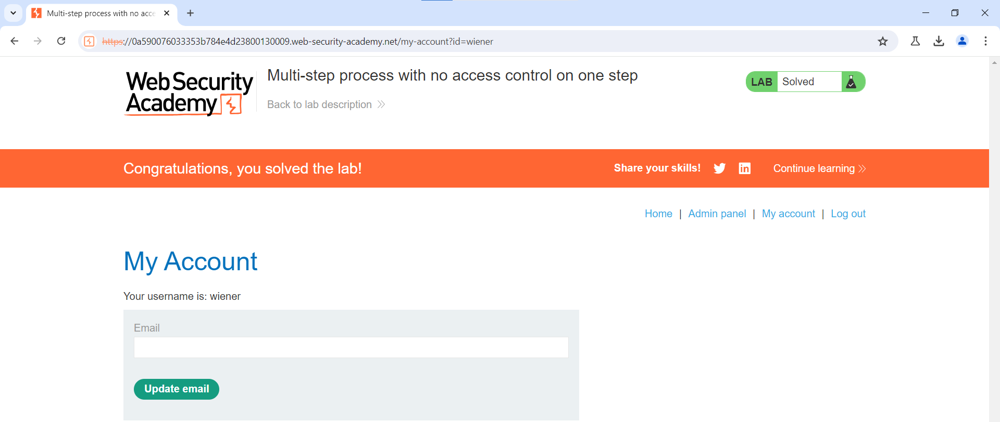 Multi-step process with no acce
https://0a590076033353b784e4d23800130009.web-security-academy.net/my-account?id=wiener
Web Security
Academy
Multi-step process with no access control on one step
Back to lab description
LAB Solved
Congratulations, you solved the lab!
Share your skills!
Continue learning
Home | Admin panel | My account | Log out
My Account
Your username is: wiener
Email
Update email